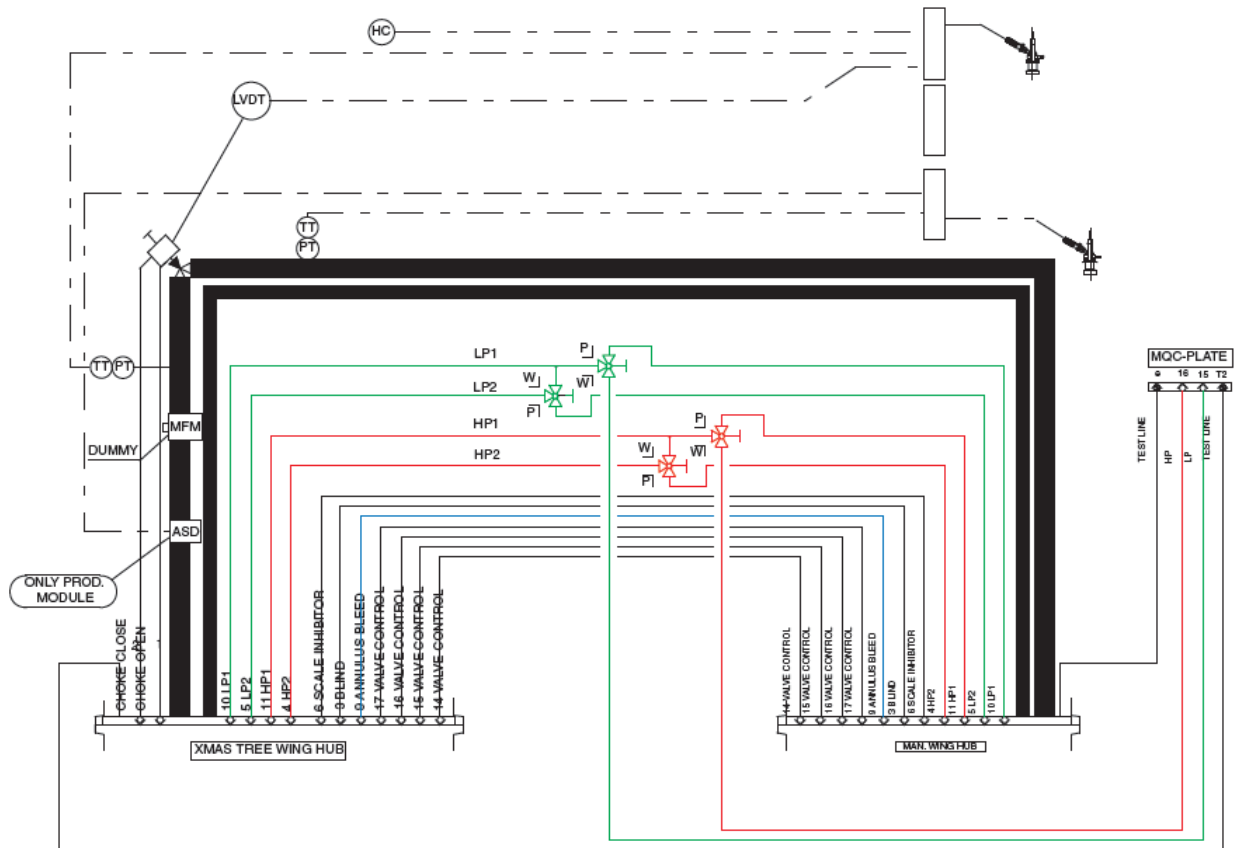 HC
LVDT
TT
PT
TT PT
MFM
DUMMY
ASD
ONLY PROD.
MODULE
LP1
LP2
HP1
HP2
P
W
W
P
P
W
W
P
MQC-PLATE
16 15 T2
TEST LINE
HP
LP
TEST LINE
CHOKE CLOSE
CHOKE OPEN
10 LP1
5 LP2
11 HP1
4 HP2
6 SCALE INHIBITOR
3 BLIND
9 ANNULUS BLEED
17 VALVE CONTROL
16 VALVE CONTROL
15 VALVE CONTROL
14 VALVE CONTROL
XMAS TREE WING HUB
14 VALVE CONTROL
15 VALVE CONTROL
16 VALVE CONTROL
17 VALVE CONTROL
9 ANNULUS BLEED
3 BLIND
6 SCALE INHIBITOR
4 HP2
11 HP1
5 LP2
10 LP1
MAN. WING HUB